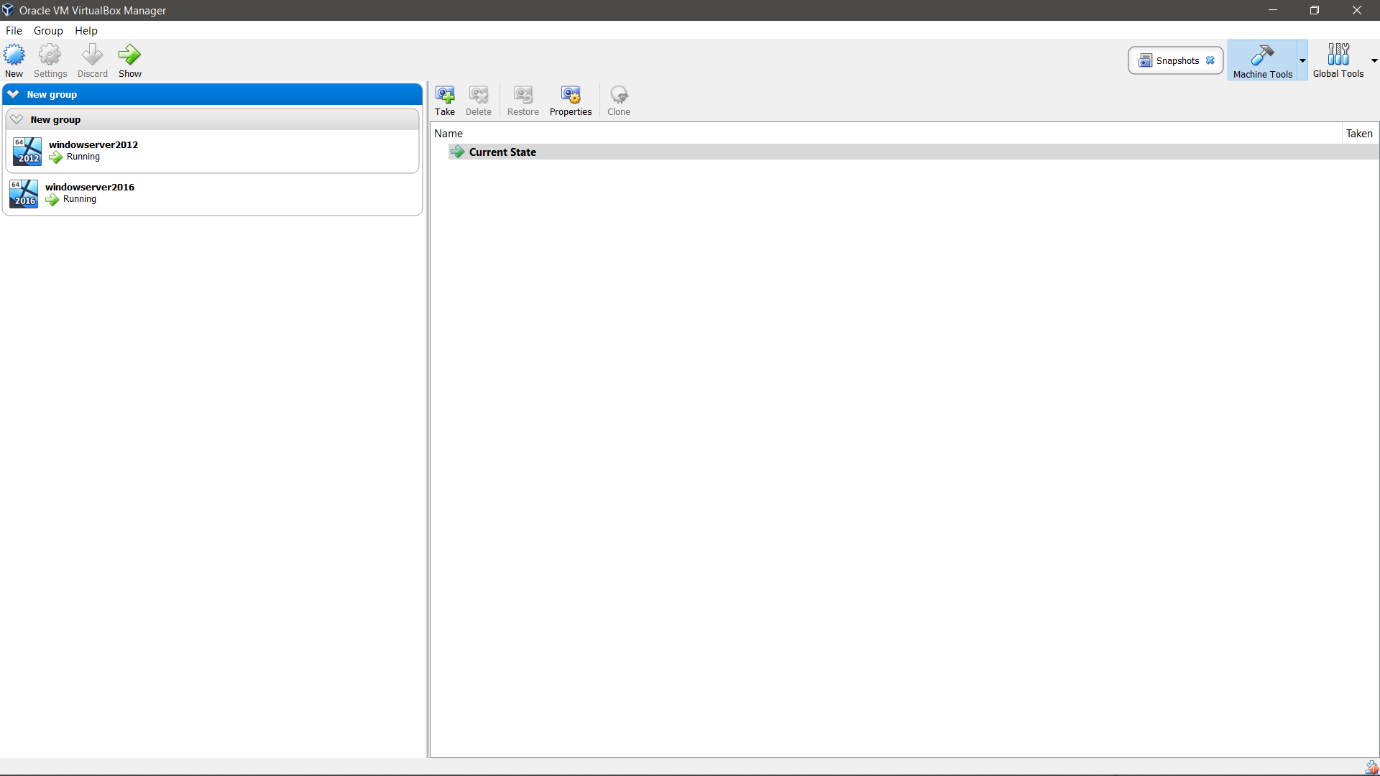 Oracle VM VirtualBox Manager
File Group Help
New Settings Discard Show
Snapshots Machine Tools Global Tools
New group
New group
64
2012
windowserver2012
Running
64
2016
windowserver2016
Running
Take Delete Restore Properties Clone
Name Taken
Current State